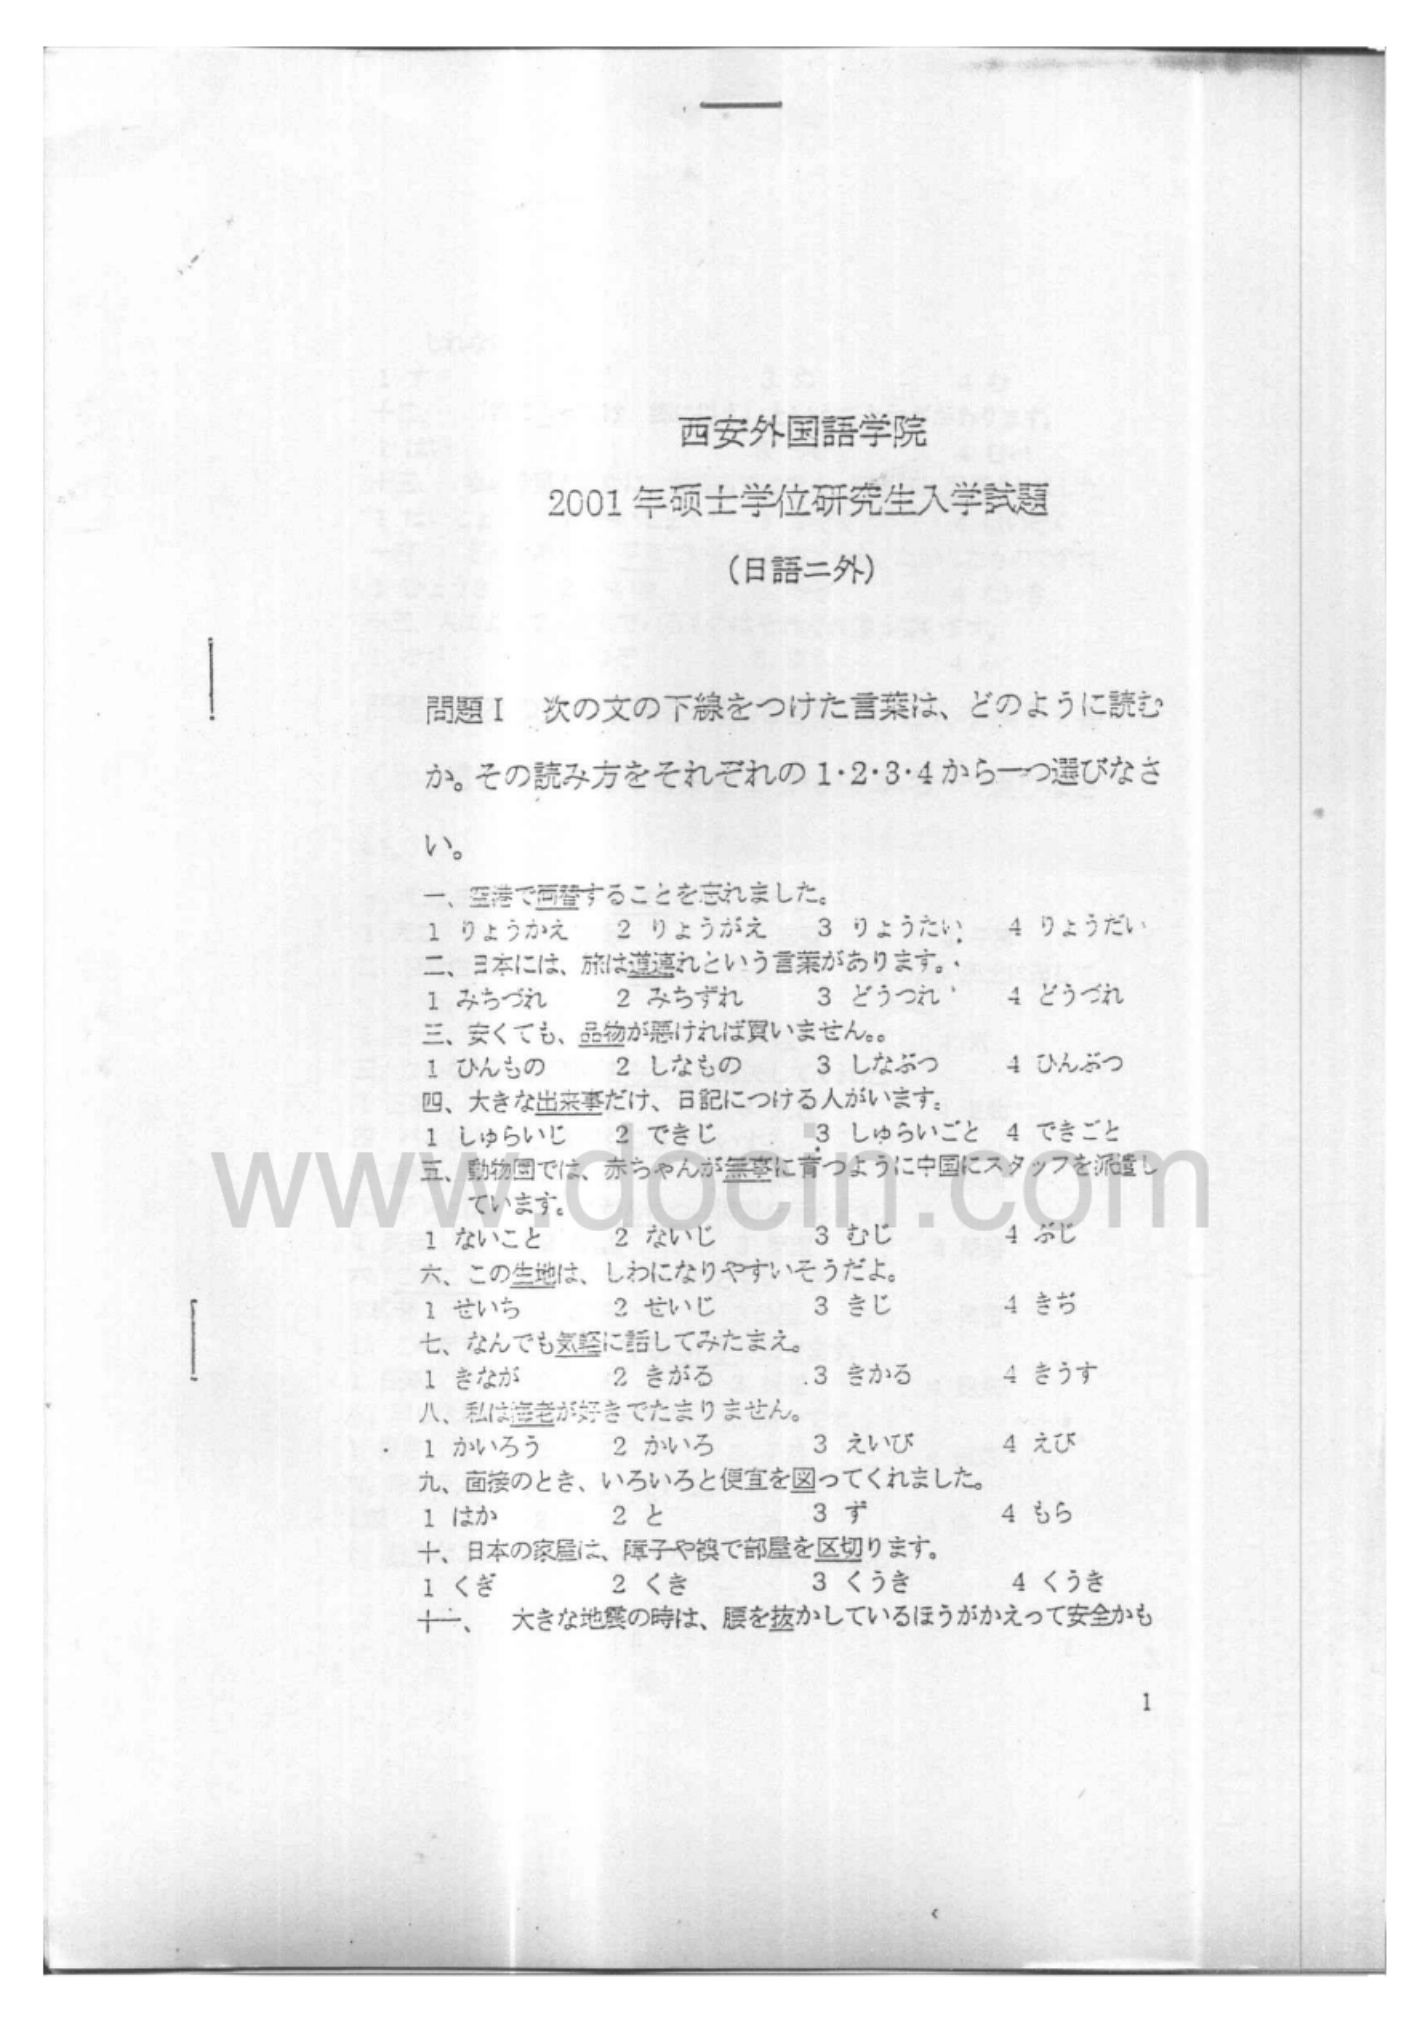 西安外国語学院
2001年硕士学位研究生入学試題
（日語二外）
問題Ⅰ　次の文の下線をつけた言葉は、どのように読む
か。その読み方をそれぞれの1·2·3·4から一つ選びなさ
い。
一、空港で両替することを忘れました。
1 りょうかえ　2 りょうがえ　3 りょうたい　4 りょうだい
二、日本には、旅は道連れという言葉があります。
1 みちづれ　2 みちずれ　3 どうつれ　4 どうづれ
三、安くても、品物が悪ければ買いません。。
1 ひんもの　2 しなもの　3 しなぶつ　4 ひんぶつ
四、大きな出来事だけ、日記につける人がいます。
1 しゅらいじ　2 できじ　3 しゅらいごと　4 できごと
五、動物園では、赤ちゃんが無事に育つように中国にスタッフを派遣し
ています。
1 ないこと　2 ないじ　3 むじ　4 ぶじ
六、この生地は、しわになりやすいそうだよ。
1 せいち　2 せいじ　3 きじ　4 きぢ
七、なんでも気軽に話してみたまえ。
1 きなが　2 きがる　3 きかる　4 きうす
八、私は海老が好きでたまりません。
1 かいろう　2 かいろ　3 えいび　4 えび
九、面接のとき、いろいろと便宜を図ってくれました。
1 はか　2 と　3 ず　4 もら
十、日本の家屋は、障子や襖で部屋を区切ります。
1 くぎ　2 くき　3 くうき　4 くうき
十一、　大きな地震の時は、腰を抜かしているほうがかえって安全かも
1
www.docin.com